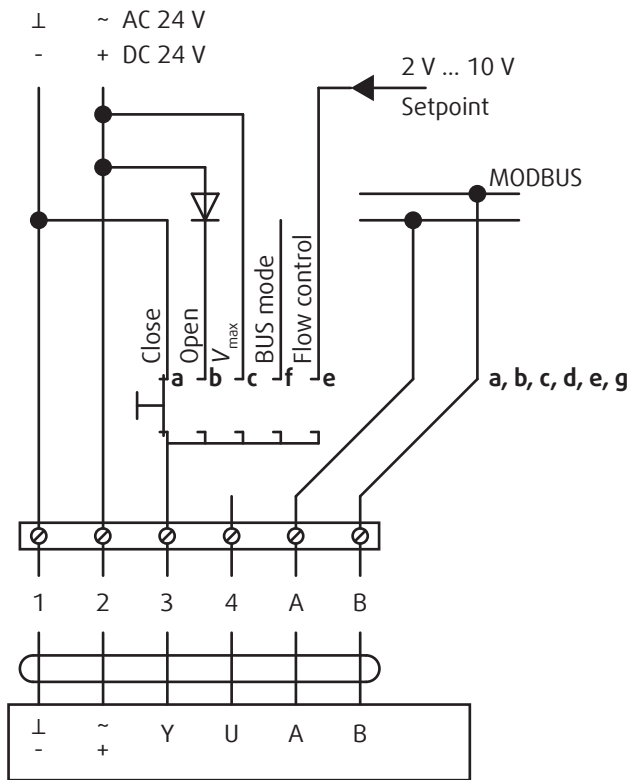 ⊥ ~ AC 24 V
- + DC 24 V
2 V ... 10 V
Setpoint
MODBUS
Close
Open
Vmax
BUS mode
Flow control
a b c f e
a, b, c, d, e, g
1 2 3 4 A B
⊥ ~ Y U A B
- +